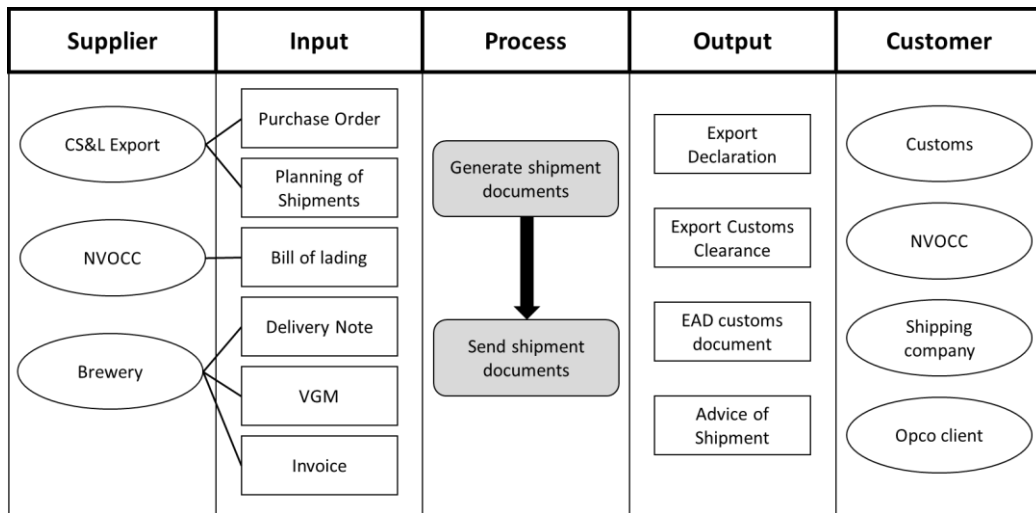 Supplier
Input
Process
Output
Customer
CS&L Export
NVOCC
Brewery
Purchase Order
Planning of
Shipments
Bill of lading
Delivery Note
VGM
Invoice
Generate shipment
documents
Send shipment
documents
Export
Declaration
Export Customs
Clearance
EAD customs
document
Advice of
Shipment
Customs
NVOCC
Shipping
company
Opco client